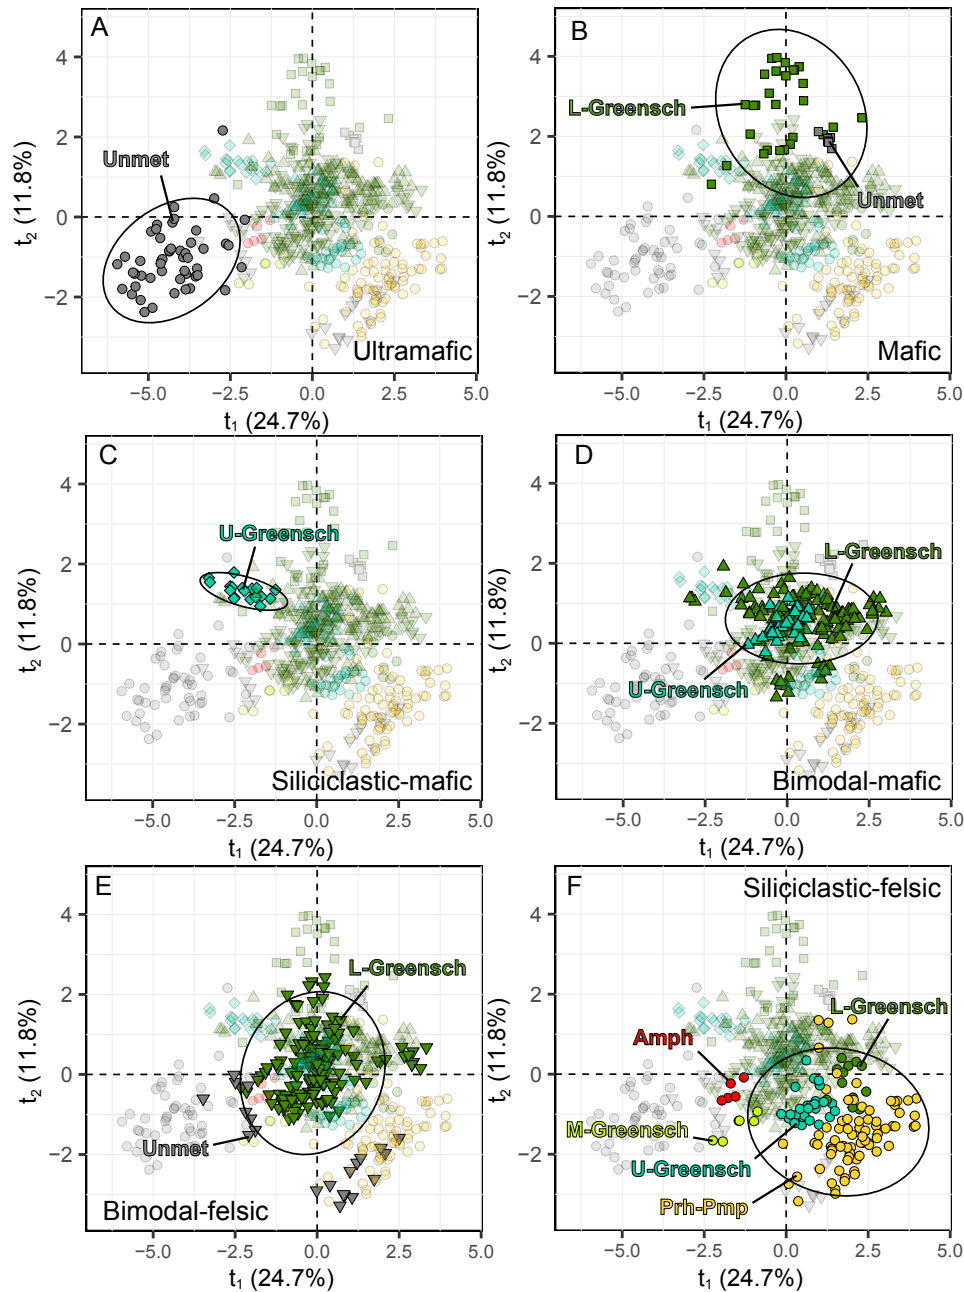 A
Unmet
Ultramafic
4
2
0
−2
t2 (11.8%)
−5.0
−2.5
0.0
2.5
5.0
t1 (24.7%)
B
L-Greensch
Unmet
Mafic
4
2
0
−2
t2 (11.8%)
−5.0
−2.5
0.0
2.5
5.0
t1 (24.7%)
C
U-Greensch
Siliciclastic-mafic
4
2
0
−2
t2 (11.8%)
−5.0
−2.5
0.0
2.5
5.0
t1 (24.7%)
D
L-Greensch
U-Greensch
Bimodal-mafic
4
2
0
−2
t2 (11.8%)
−5.0
−2.5
0.0
2.5
5.0
t1 (24.7%)
E
L-Greensch
Unmet
Bimodal-felsic
4
2
0
−2
t2 (11.8%)
−5.0
−2.5
0.0
2.5
5.0
t1 (24.7%)
F
Siliciclastic-felsic
L-Greensch
Amph
M-Greensch
U-Greensch
Prh-Pmp
4
2
0
−2
t2 (11.8%)
−5.0
−2.5
0.0
2.5
5.0
t1 (24.7%)